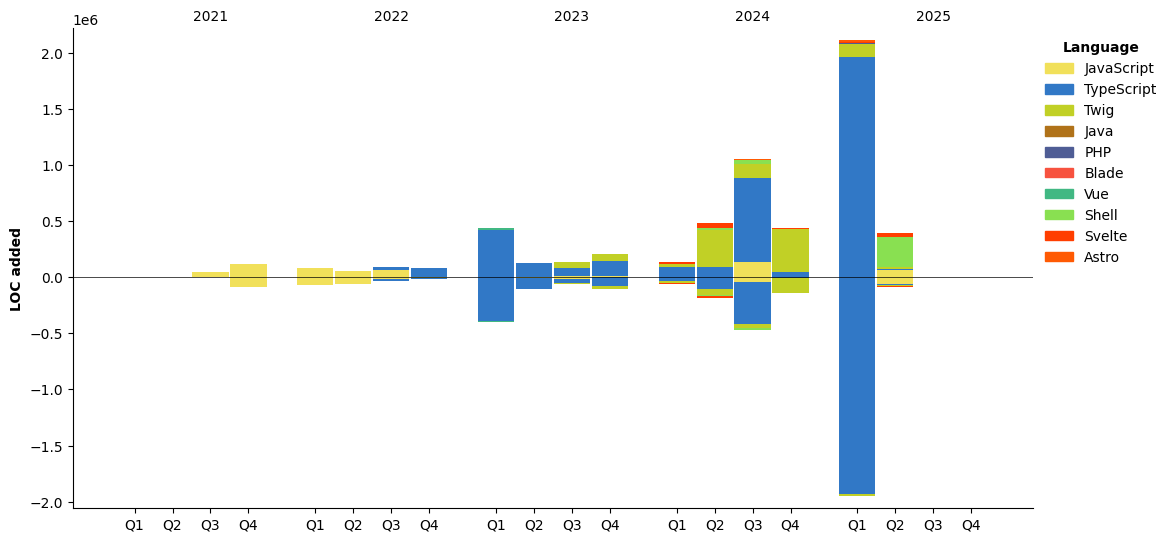 1e6
2021 2022 2023 2024 2025
2.0
1.5
1.0
0.5
0.0
−0.5
−1.0
−1.5
−2.0
LOC added
Q1 Q2 Q3 Q4 Q1 Q2 Q3 Q4 Q1 Q2 Q3 Q4 Q1 Q2 Q3 Q4 Q1 Q2 Q3 Q4
Language
JavaScript
TypeScript
Twig
Java
PHP
Blade
Vue
Shell
Svelte
Astro